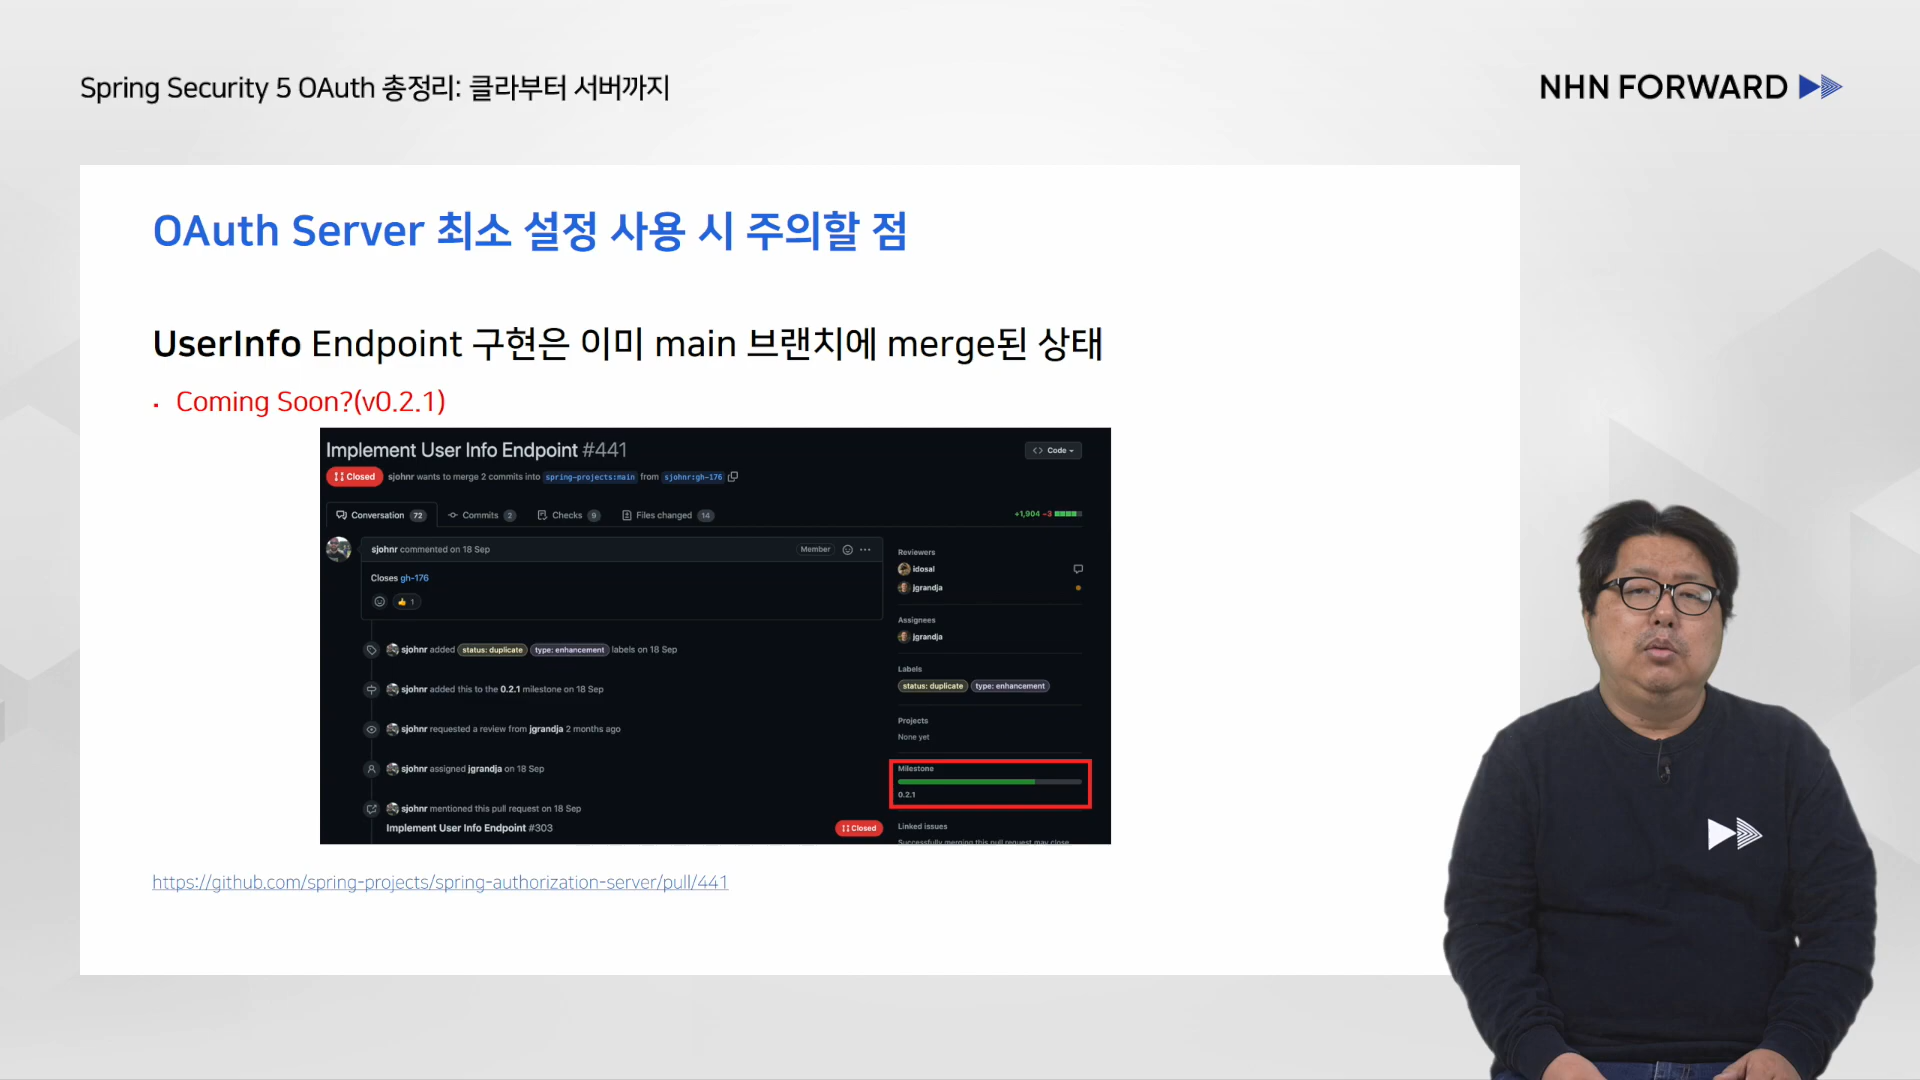 Spring Security 5 OAuth 총정리: 클라부터 서버까지
NHN FORWARD
OAuth Server 최소 설정 사용 시 주의할 점
UserInfo Endpoint 구현은 이미 main 브랜치에 merge된 상태
· Coming Soon?(v0.2.1)
Implement User Info Endpoint #441
<> Code
Closed sjohnr wants to merge 2 commits into spring-projects:main from sjohnr:gh-176
Conversation 72 Commits 2 Checks 9 Files changed 14
+1,904 −3
sjohnr commented on 18 Sep
Member
Closes gh-176
👍 1
sjohnr added status: duplicate type: enhancement labels on 18 Sep
sjohnr added this to the 0.2.1 milestone on 18 Sep
sjohnr requested a review from jgrandja 2 months ago
sjohnr assigned jgrandja on 18 Sep
sjohnr mentioned this pull request on 18 Sep
Implement User Info Endpoint #303
Closed
Reviewers
idosal
jgrandja
Assignees
jgrandja
Labels
status: duplicate type: enhancement
Projects
None yet
Milestone
0.2.1
Linked issues
Successfully merging this pull request may close
https://github.com/spring-projects/spring-authorization-server/pull/441